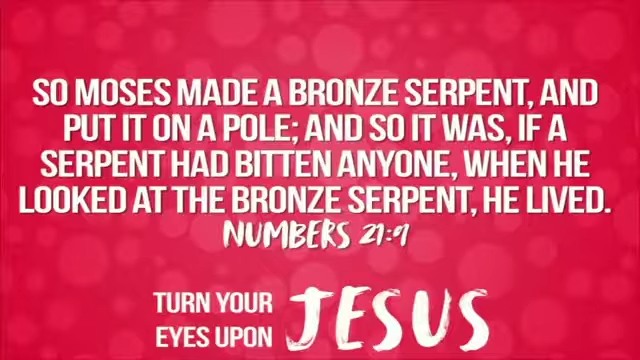 SO MOSES MADE A BRONZE SERPENT, AND
PUT IT ON A POLE; AND SO IT WAS, IF A
SERPENT HAD BITTEN ANYONE, WHEN HE
LOOKED AT THE BRONZE SERPENT, HE LIVED.
NUMBERS 21:9
TURN YOUR
EYES UPON
JESUS